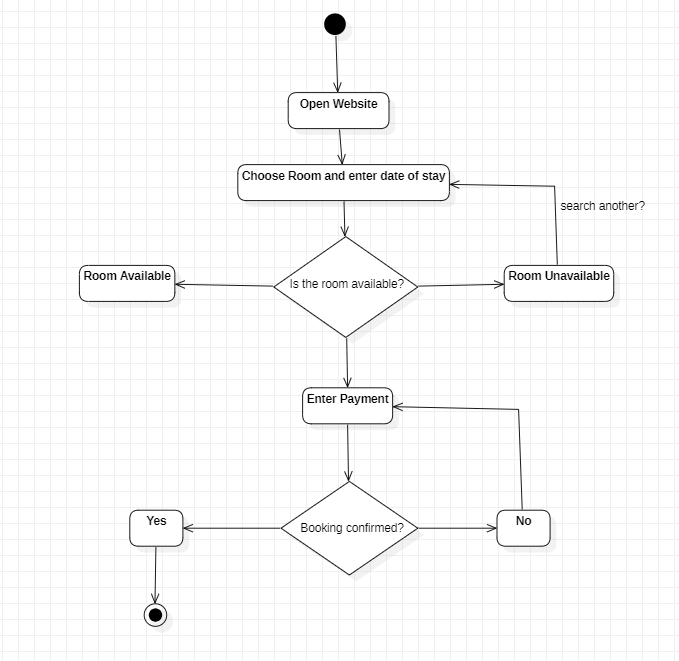 Open Website
Choose Room and enter date of stay
search another?
Room Available
Is the room available?
Room Unavailable
Enter Payment
Yes
Booking confirmed?
No